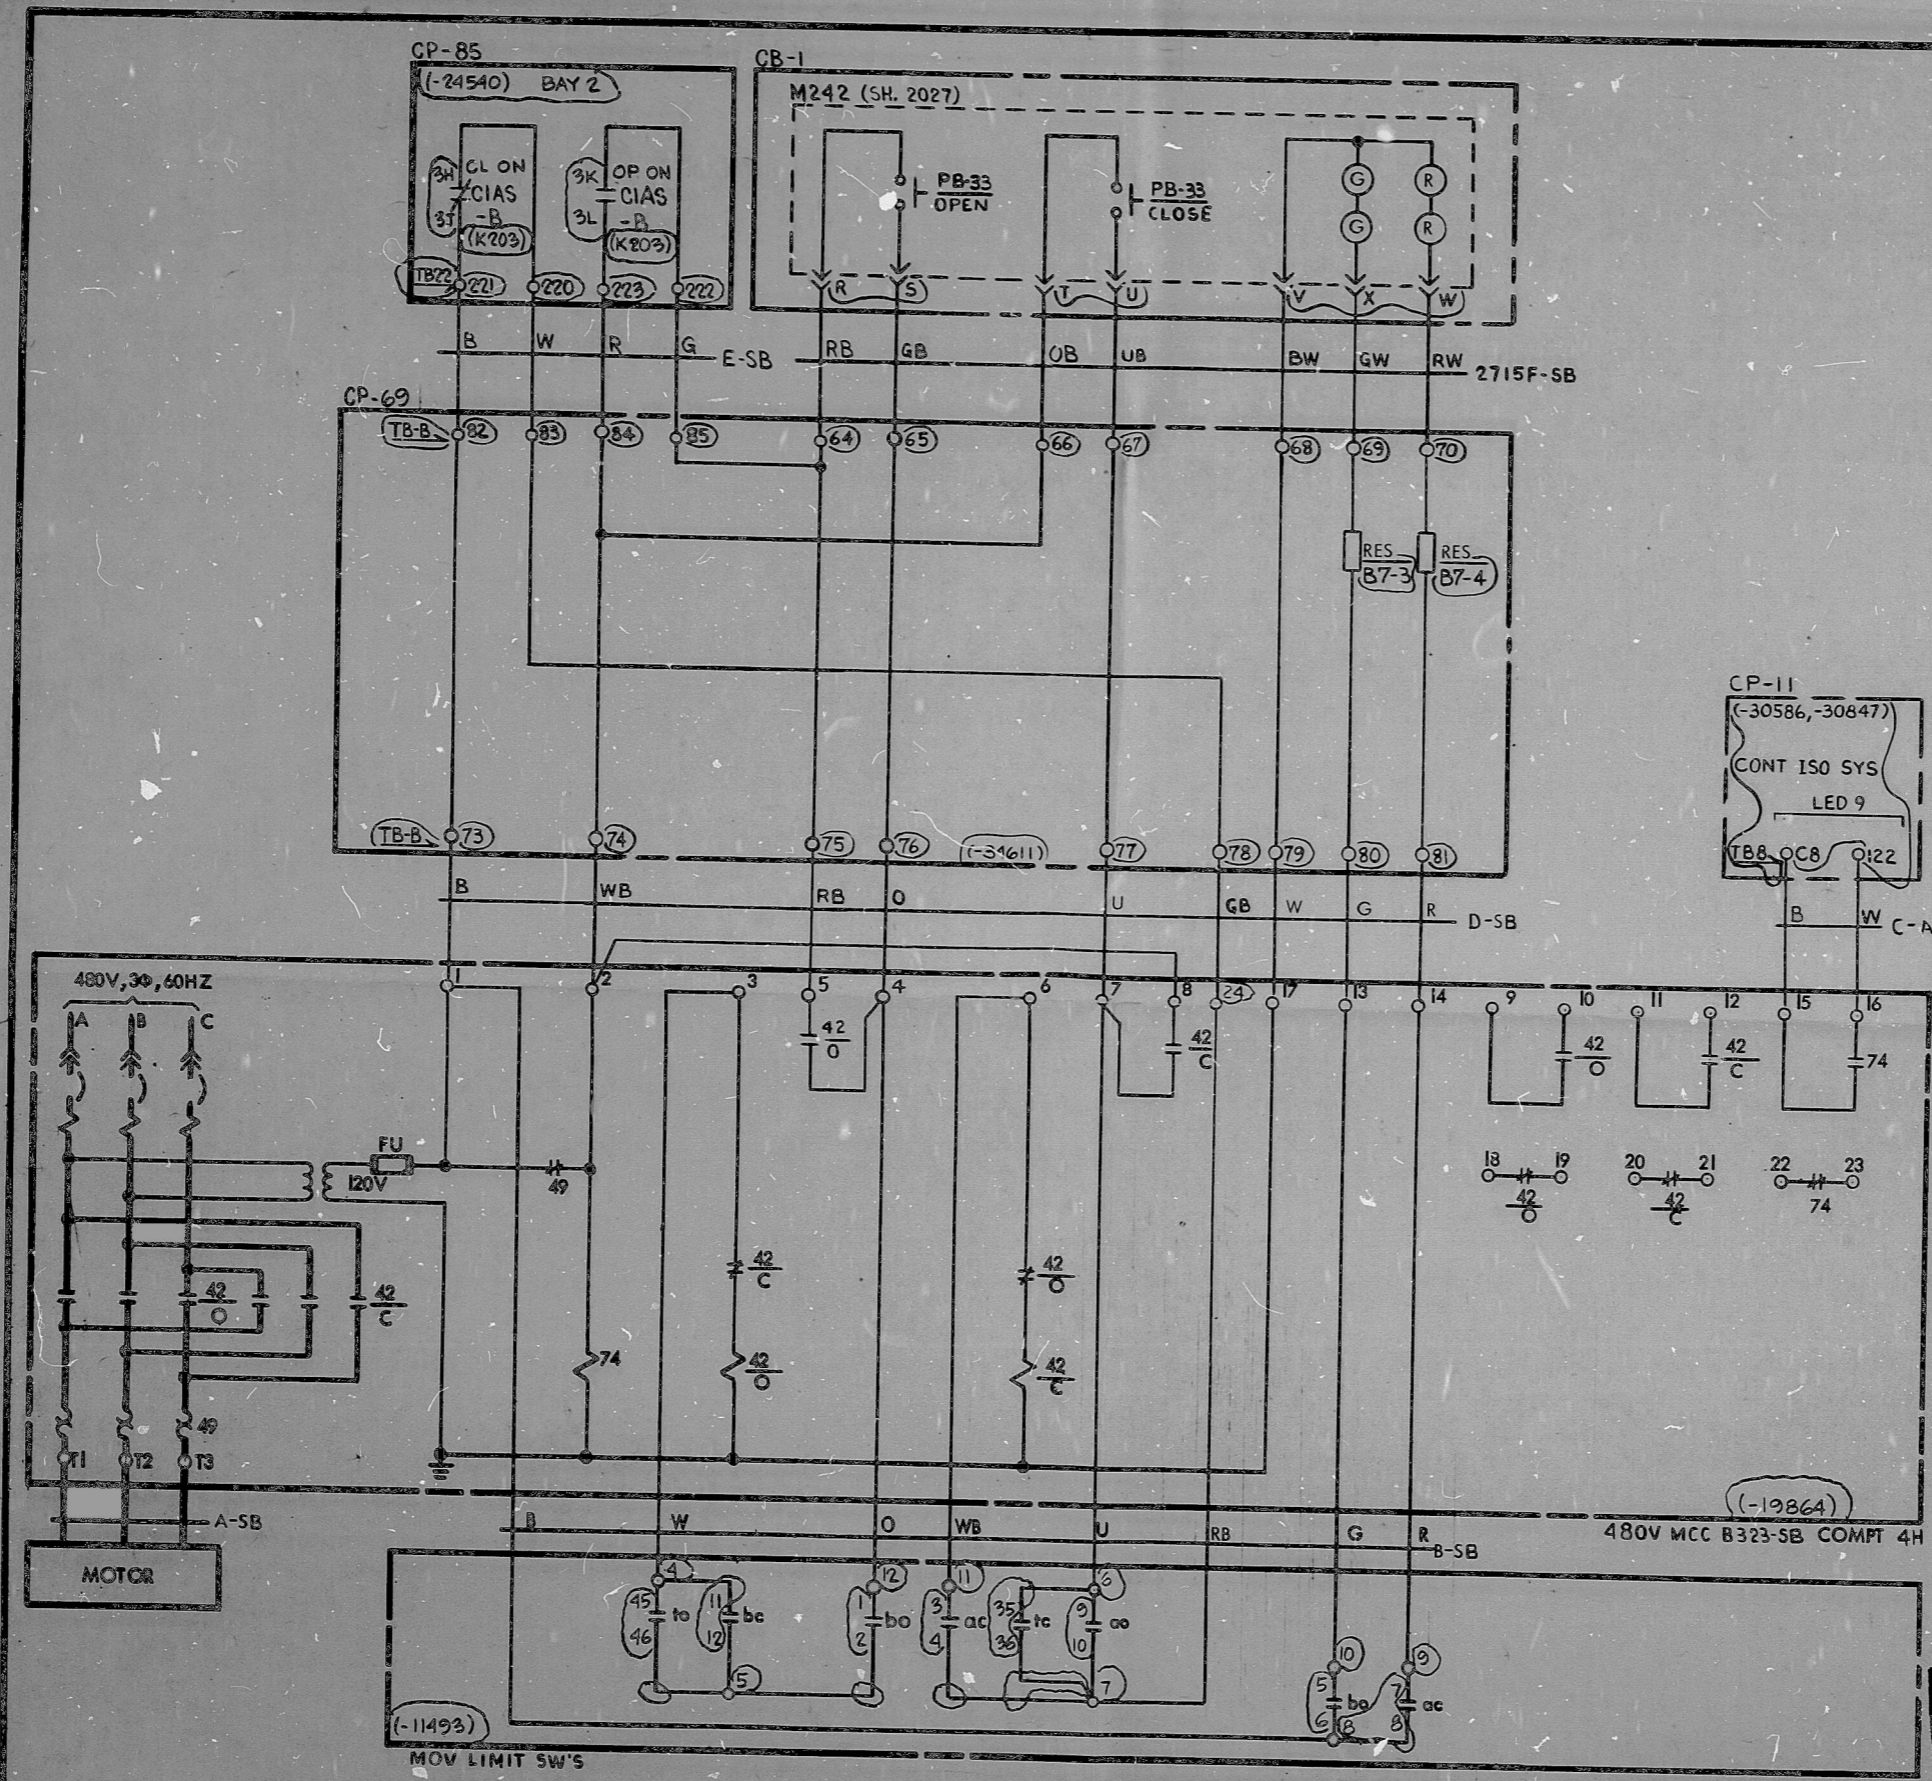 CP-85
(-24540) BAY 2
3H
3J
CL ON
CIAS
-B
(K203)
3K
3L
OP ON
CIAS
-B
(K203)
TB22
221
220
223
222
CB-1
M242 (SH. 2027)
PB-33
OPEN
PB-33
CLOSE
G
G
R
R
R
S
T
U
V
X
W
B
W
R
G
E-SB
RB
GB
OB
UB
BW
GW
RW
2715F-SB
CP-69
TB-B
82
83
84
85
64
65
66
67
68
69
70
RES
B7-3
RES
B7-4
TB-B
73
74
75
76
(-34611)
77
78
79
80
81
CP-11
(-30586,-30847)
CONT ISO SYS
LED 9
TB8
C8
122
B
W
C-A
B
WB
RB
O
U
GB
W
G
R
D-SB
480V,3Φ,60HZ
A
B
C
1
2
3
5
4
6
7
8
24
17
13
14
9
10
11
12
15
16
42
O
42
C
42
O
42
C
74
FU
120V
49
18
19
42
O
20
21
42
C
22
23
74
42
O
42
C
42
C
42
O
74
42
O
42
C
49
T1
T2
T3
A-SB
MOTOR
(-19864)
480V MCC B323-SB COMPT 4H
B
W
O
WB
U
RB
G
R
B-SB
4
12
11
6
45
46
to
11
12
bc
1
2
bo
3
4
ac
35
36
tc
9
10
ao
5
7
10
9
5
6
bo
8
7
8
ac
(-11493)
MOV LIMIT SW'S